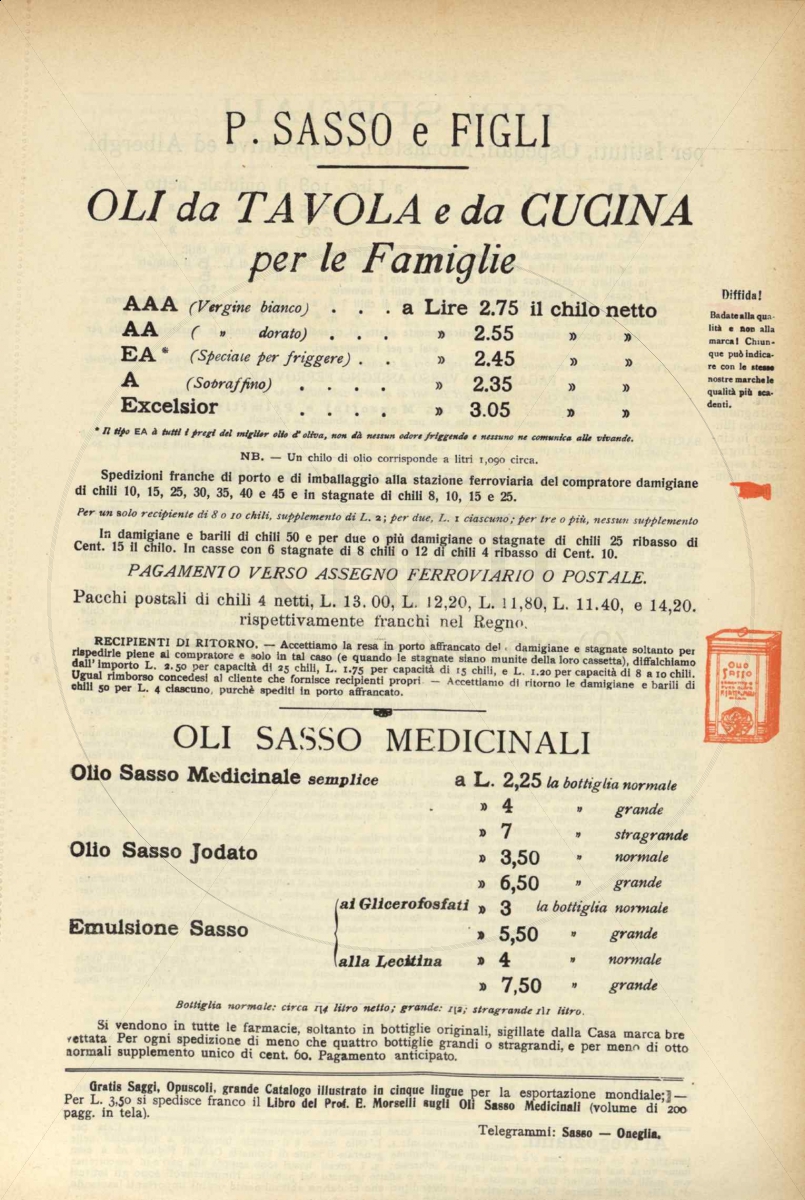 P. SASSO e FIGLI
OLI da TAVOLA e da CUCINA
per le Famiglie
AAA (Vergine bianco) . . . a Lire 2.75 il chilo netto
AA ( " dorato) . . . » 2.55 » »
EA* (Speciale per friggere) . . » 2.45 » »
A (Sopraffino) . . . . » 2.35 » »
Excelsior . . . . » 3.05 » »
* Il tipo EA à tutti i pregi del miglior olio d'oliva, non dà nessun odore friggendo e nessuno ne comunica alle vivande.
NB. — Un chilo di olio corrisponde a litri 1,090 circa.
Spedizioni franche di porto e di imballaggio alla stazione ferroviaria del compratore damigiane
di chili 10, 15, 25, 30, 35, 40 e 45 e in stagnate di chili 8, 10, 15 e 25.
Per un solo recipiente di 8 o 10 chili, supplemento di L. 2; per due, L. 1 ciascuno; per tre o più, nessun supplemento
In damigiane e barili di chili 50 e per due o più damigiane o stagnate di chili 25 ribasso di
Cent. 15 il chilo. In casse con 6 stagnate di 8 chili o 12 di chili 4 ribasso di Cent. 10.
PAGAMENTO VERSO ASSEGNO FERROVIARIO O POSTALE.
Pacchi postali di chili 4 netti, L. 13.00, L. 12,20, L. 11,80, L. 11.40, e 14,20.
rispettivamente franchi nel Regno.
RECIPIENTI DI RITORNO. — Accettiamo la resa in porto affrancato del. damigiane e stagnate soltanto per
rispedirle piene al compratore e solo in tal caso (e quando le stagnate siano munite della loro cassetta), diffalchiamo
dall'importo L. 2.50 per capacità di 25 chili, L. 1.75 per capacità di 15 chili, e L. 1.20 per capacità di 8 a 10 chili.
Ugual rimborso concedesi al cliente che fornisce recipienti propri — Accettiamo di ritorno le damigiane e barili di
chili 50 per L. 4 ciascuno, purchè spediti in porto affrancato.
Diffida!
Badate alla qua-
lità e non alla
marca! Chiun-
que può indica-
re con le stesse
nostre marche le
qualità più sca-
denti.
OLIO
SASSO
OLI SASSO MEDICINALI
Olio Sasso Medicinale semplice a L. 2,25 la bottiglia normale
» 4 " grande
» 7 " stragrande
Olio Sasso Jodato » 3,50 " normale
» 6,50 " grande
Emulsione Sasso ai Glicerofosfati » 3 la bottiglia normale
» 5,50 " grande
alla Lecitina » 4 " normale
» 7,50 " grande
Bottiglia normale: circa 1/4 litro netto; grande: 1/2; stragrande 1/1 litro.
Si vendono in tutte le farmacie, soltanto in bottiglie originali, sigillate dalla Casa marca bre
vettata Per ogni spedizione di meno che quattro bottiglie grandi o stragrandi, e per meno di otto
normali supplemento unico di cent. 60. Pagamento anticipato.
Gratis Saggi, Opuscoli, grande Catalogo illustrato in cinque lingue per la esportazione mondiale; —
Per L. 3,50 si spedisce franco il Libro del Prof. E. Morselli sugli Oli Sasso Medicinali (volume di 200
pagg. in tela).
Telegrammi: Sasso — Oneglia.